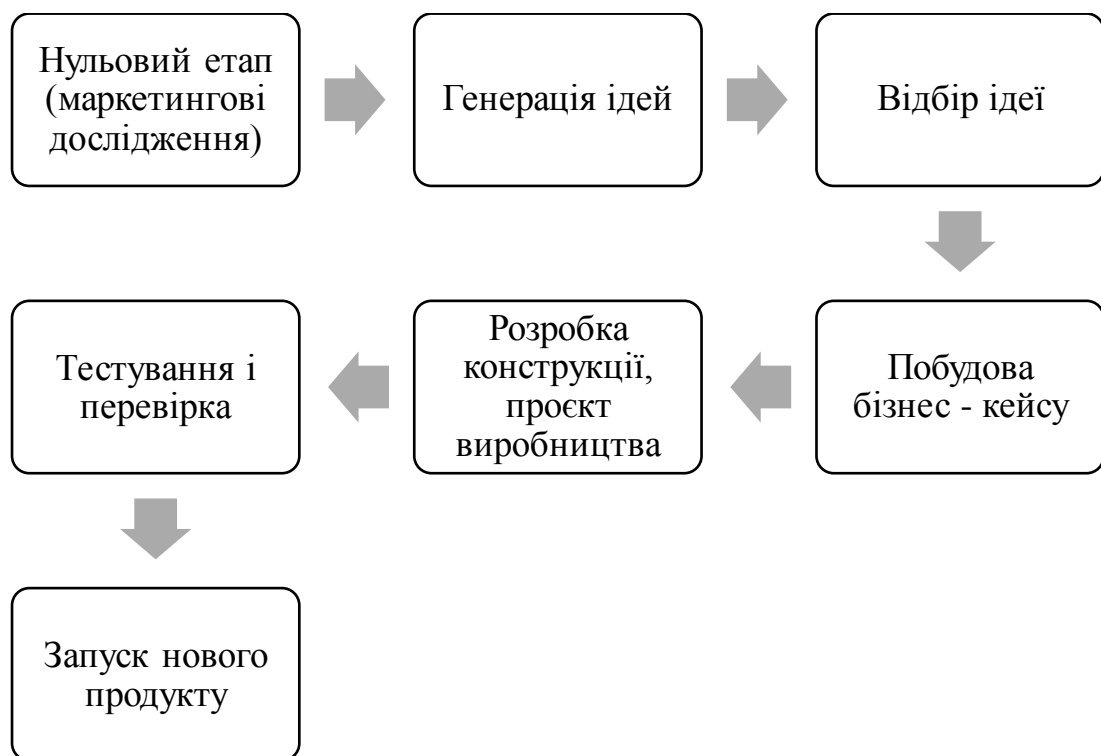 Нульовий етап
(маркетингові
дослідження)
Генерація ідей
Відбір ідеї
Побудова
бізнес - кейсу
Розробка
конструкції,
проєкт
виробництва
Тестування і
перевірка
Запуск нового
продукту